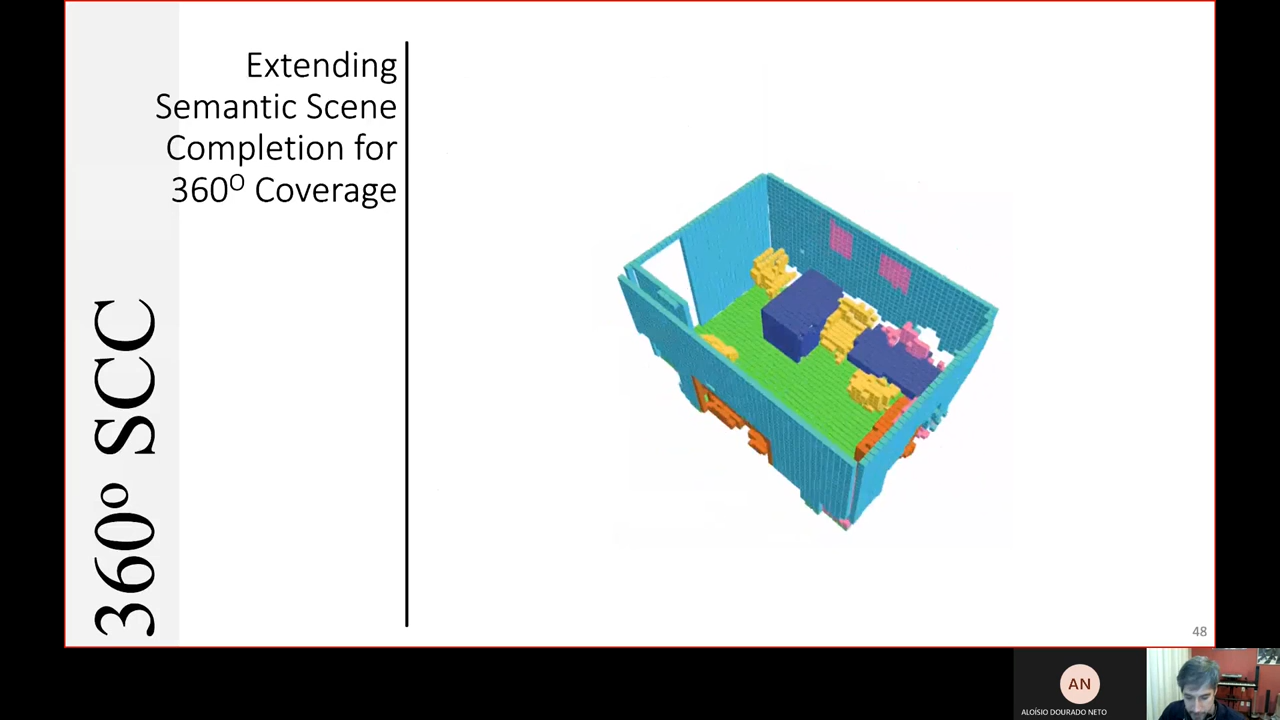 Extending
Semantic Scene
Completion for
360º Coverage
360º SCC
48
AN
ALOÍSIO DOURADO NETO